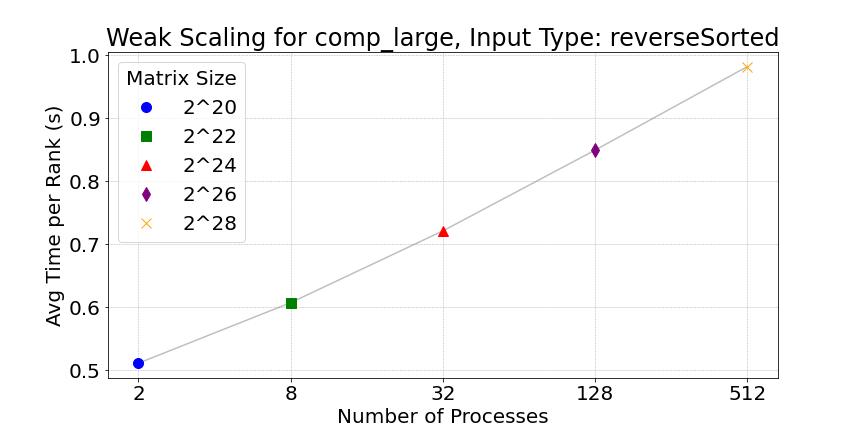 Weak Scaling for comp_large, Input Type: reverseSorted
Avg Time per Rank (s)
1.0
0.9
0.8
0.7
0.6
0.5
Matrix Size
2^20
2^22
2^24
2^26
2^28
2 8 32 128 512
Number of Processes